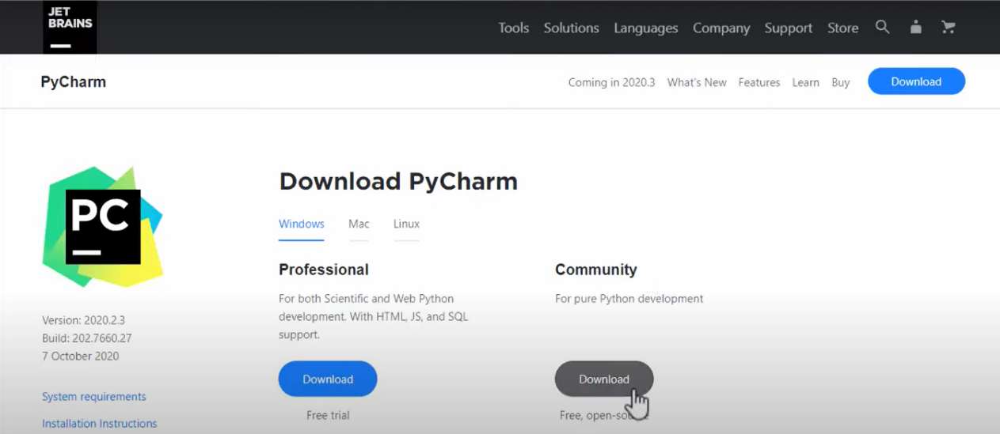 JET
BRAINS
Tools Solutions Languages Company Support Store
PyCharm
Coming in 2020.3 What's New Features Learn Buy Download
PC
Download PyCharm
Windows Mac Linux
Professional
For both Scientific and Web Python
development. With HTML, JS, and SQL
support.
Download
Free trial
Community
For pure Python development
Download
Free, open-source
Version: 2020.2.3
Build: 202.7660.27
7 October 2020
System requirements
Installation Instructions